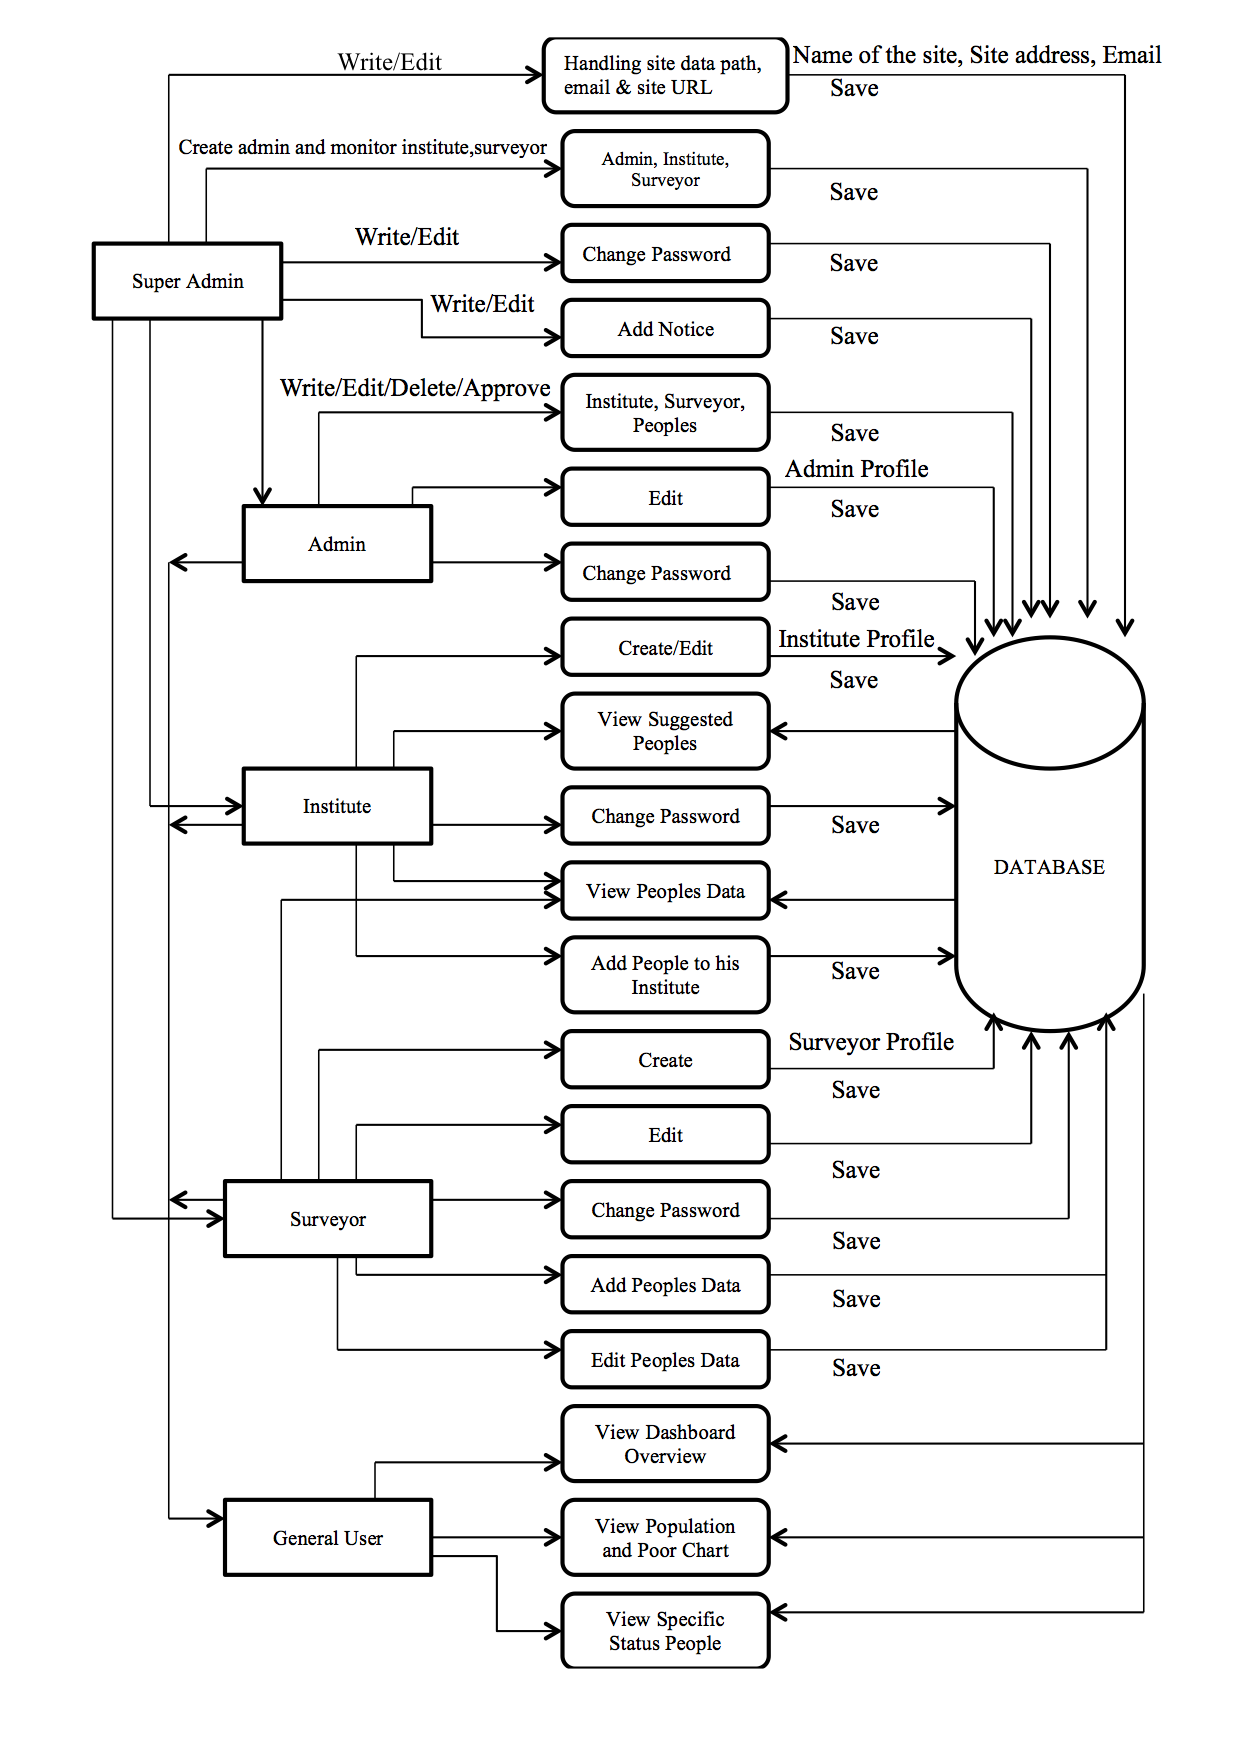 Write/Edit
Handling site data path,
email & site URL
Name of the site, Site address, Email
Save
Create admin and monitor institute,surveyor
Admin, Institute,
Surveyor
Save
Write/Edit
Change Password
Save
Super Admin
Write/Edit
Add Notice
Save
Write/Edit/Delete/Approve
Institute, Surveyor,
Peoples
Save
Admin Profile
Edit
Save
Admin
Change Password
Save
Create/Edit
Institute Profile
Save
View Suggested
Peoples
Institute
Change Password
Save
DATABASE
View Peoples Data
Add People to his
Institute
Save
Surveyor Profile
Create
Save
Edit
Save
Surveyor
Change Password
Save
Add Peoples Data
Save
Edit Peoples Data
Save
View Dashboard
Overview
General User
View Population
and Poor Chart
View Specific
Status People